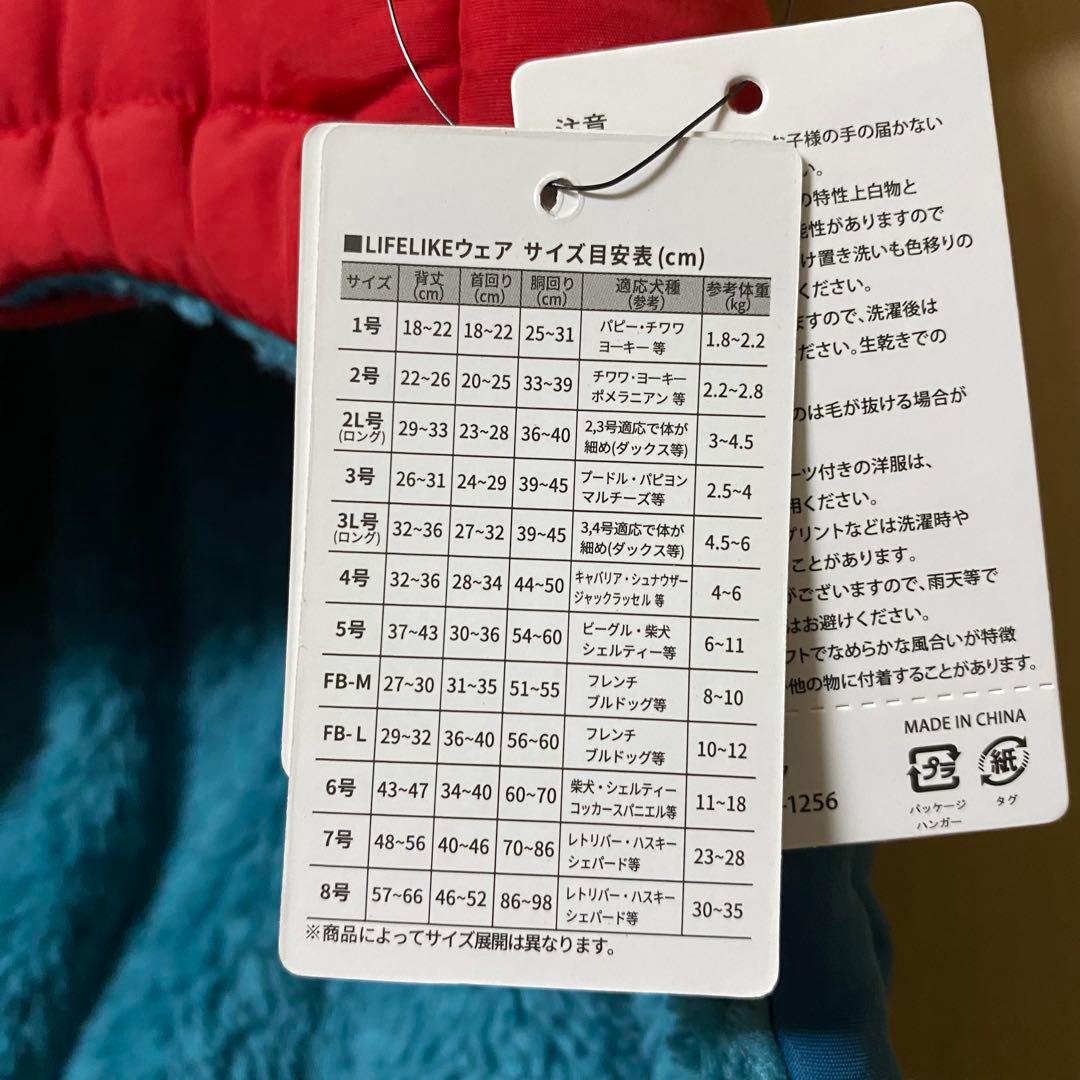 ■LIFELIKEウェア サイズ目安表(cm)
サイズ 背丈(cm) 首回り(cm) 胴回り(cm) 適応犬種(参考) 参考体重(kg)
1号 18~22 18~22 25~31 パピー・チワワ ヨーキー 等 1.8~2.2
2号 22~26 20~25 33~39 チワワ・ヨーキー ポメラニアン 等 2.2~2.8
2L号(ロング) 29~33 23~28 36~40 2,3号適応で体が細め(ダックス等) 3~4.5
3号 26~31 24~29 39~45 プードル・パピヨン マルチーズ等 2.5~4
3L号(ロング) 32~36 27~32 39~45 3,4号適応で体が細め(ダックス等) 4.5~6
4号 32~36 28~34 44~50 キャバリア・シュナウザー ジャックラッセル 等 4~6
5号 37~43 30~36 54~60 ビーグル・柴犬 シェルティー等 6~11
FB-M 27~30 31~35 51~55 フレンチ ブルドッグ等 8~10
FB-L 29~32 36~40 56~60 フレンチ ブルドッグ等 10~12
6号 43~47 34~40 60~70 柴犬・シェルティー コッカースパニエル等 11~18
7号 48~56 40~46 70~86 レトリバー・ハスキー シェパード等 23~28
8号 57~66 46~52 86~98 レトリバー・ハスキー シェパード等 30~35
※商品によってサイズ展開は異なります。
注意
お子様の手の届かない
い。
の特性上白物と
能性がありますので
け置き洗いも色移りの
ください。
ますので、洗濯後は
ださい。生乾きでの
のは毛が抜ける場合が
ーツ付きの洋服は、
用ください。
プリントなどは洗濯時や
ことがあります。
がございますので、雨天等で
はお避けください。
フトでなめらかな風合いが特徴
他の物に付着することがあります。
MADE IN CHINA
プラ 紙
パッケージ タグ
ハンガー
-1256